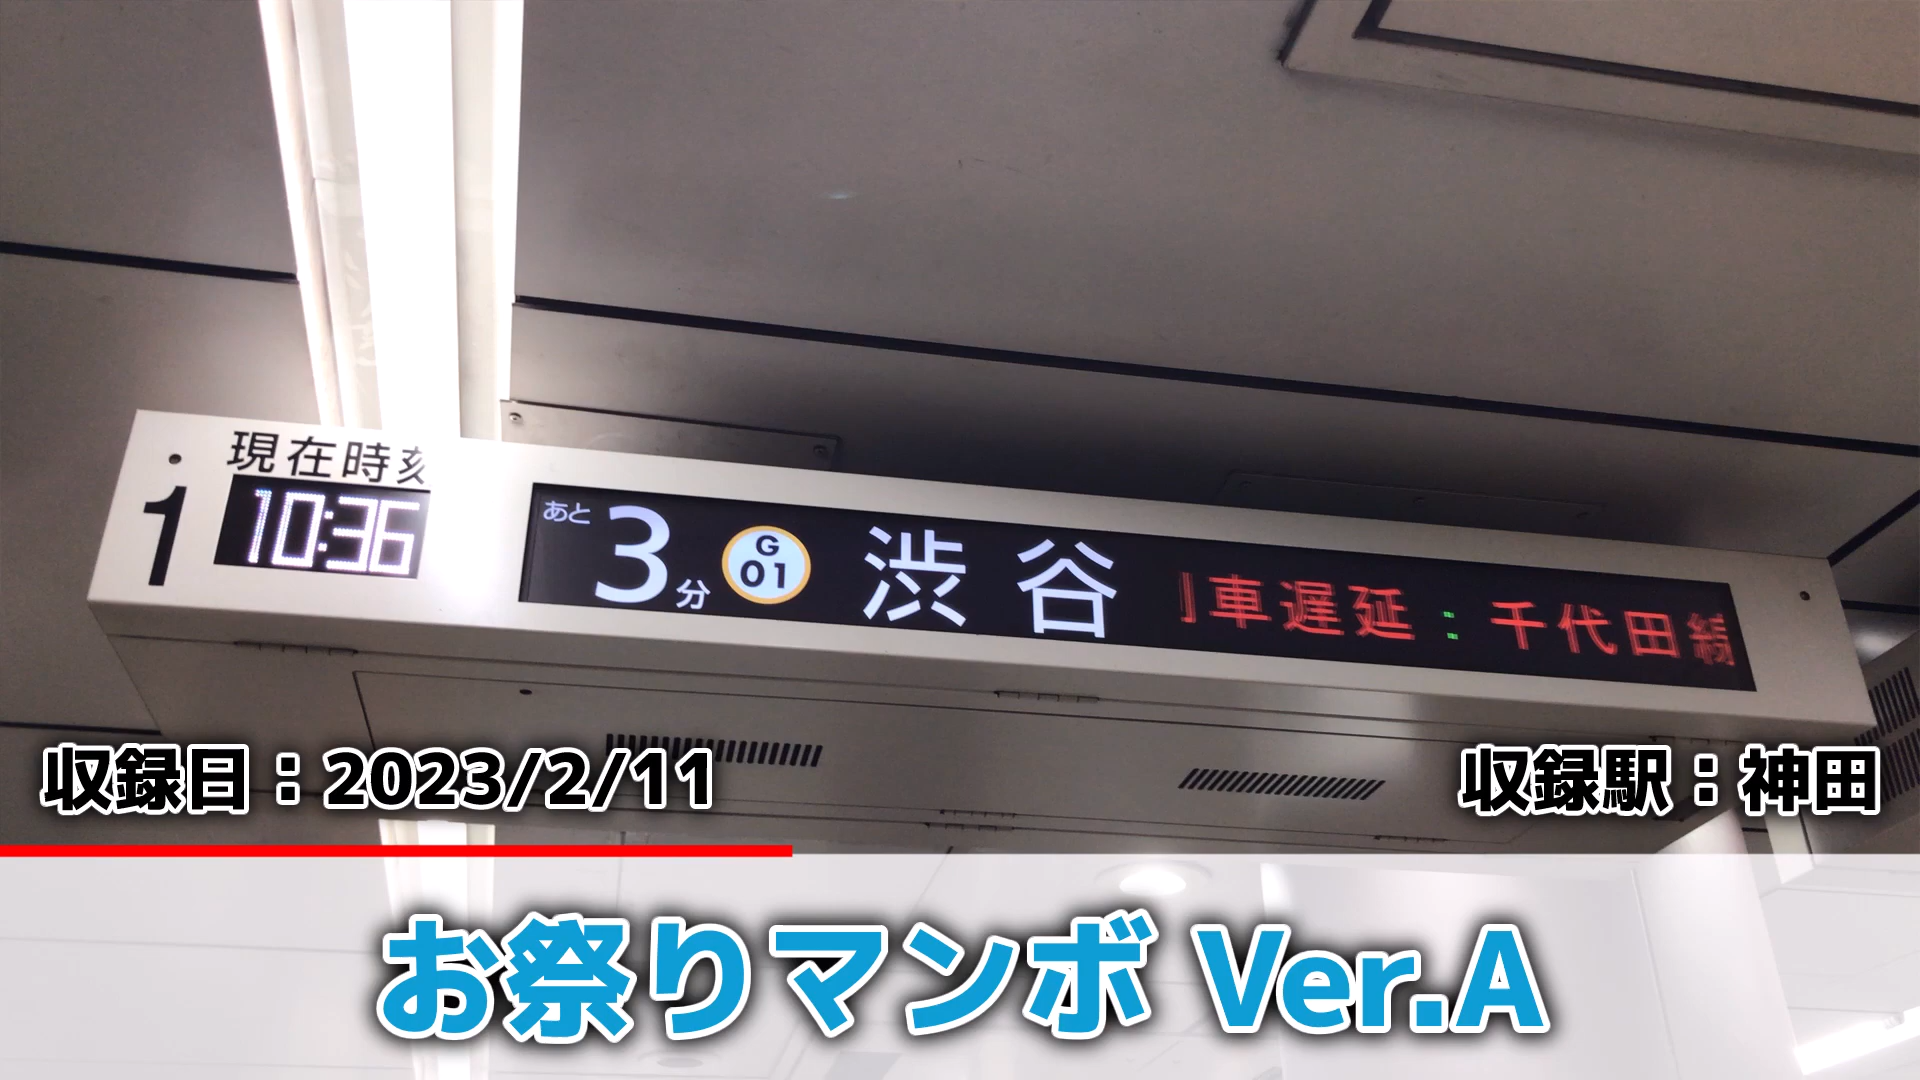 現在時刻
1
10:36
あと3分 G 01 渋谷 車遅延：千代田線
収録日：2023/2/11
収録駅：神田
お祭りマンボ Ver.A